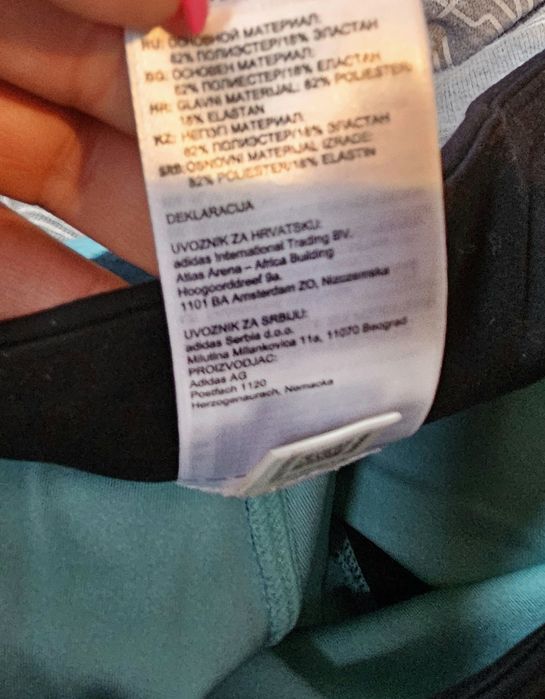 RU: ОСНОВНОЙ МАТЕРИАЛ:
82% ПОЛИЭСТЕР/18% ЭЛАСТАН
BG: ОСНОВЕН МАТЕРИАЛ:
82% ПОЛИЕСТЕР/18% ЕЛАСТАН
HR: GLAVNI MATERIJAL: 82% POLIESTER/
18% ELASTAN
KZ: НЕГІЗГІ МАТЕРИАЛ:
82% ПОЛИЭСТЕР/18% ЭЛАСТАН
SRB: OSNOVNI MATERIJAL IZRADE:
82% POLIESTER/18% ELASTIN
DEKLARACIJA
UVOZNIK ZA HRVATSKU:
adidas International Trading BV.
Atlas Arena – Africa Building
Hoogoorddreef 9a.
1101 BA Amsterdam ZO, Nizozemska
UVOZNIK ZA SRBIJU:
adidas Serbia d.o.o.
Milutina Milankovica 11a, 11070 Beograd
PROIZVODJAC:
Adidas AG
Postfach 1120
Herzogenaurach, Nemacka